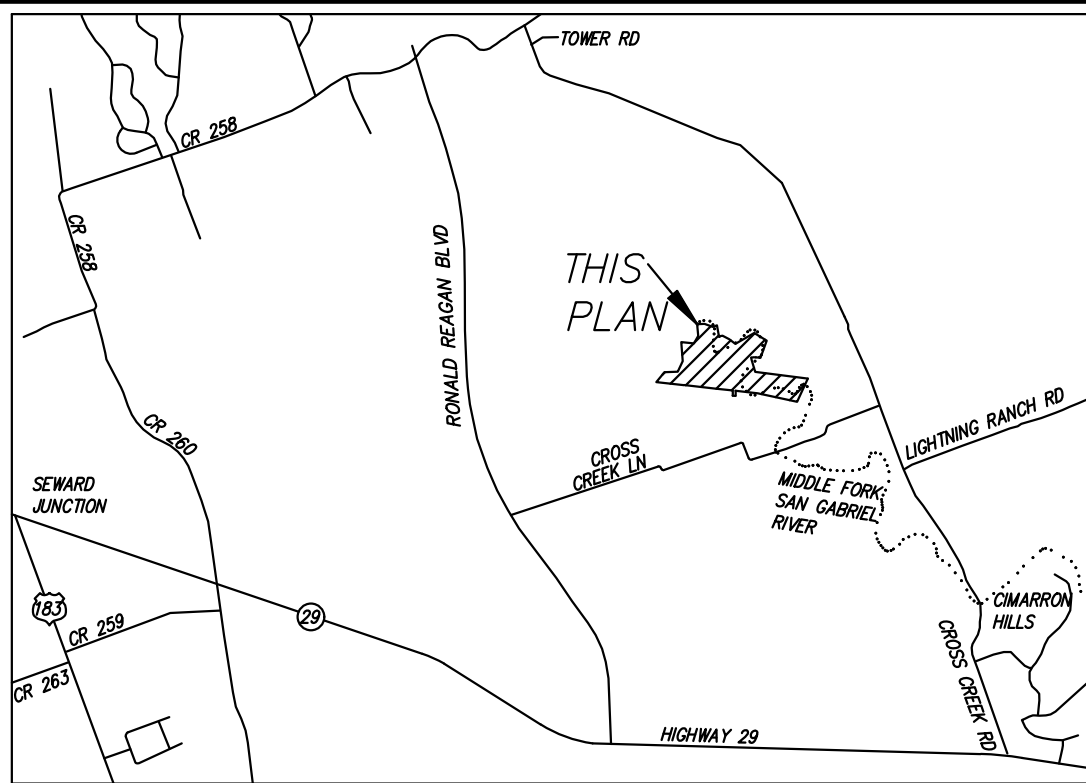 TOWER RD
CR 258
CR 258
RONALD REAGAN BLVD
THIS
PLAN
CR 260
CROSS
CREEK LN
LIGHTNING RANCH RD
SEWARD
JUNCTION
MIDDLE FORK
SAN GABRIEL
RIVER
183
29
CR 259
CR 263
CIMARRON
HILLS
CROSS CREEK RD
HIGHWAY 29